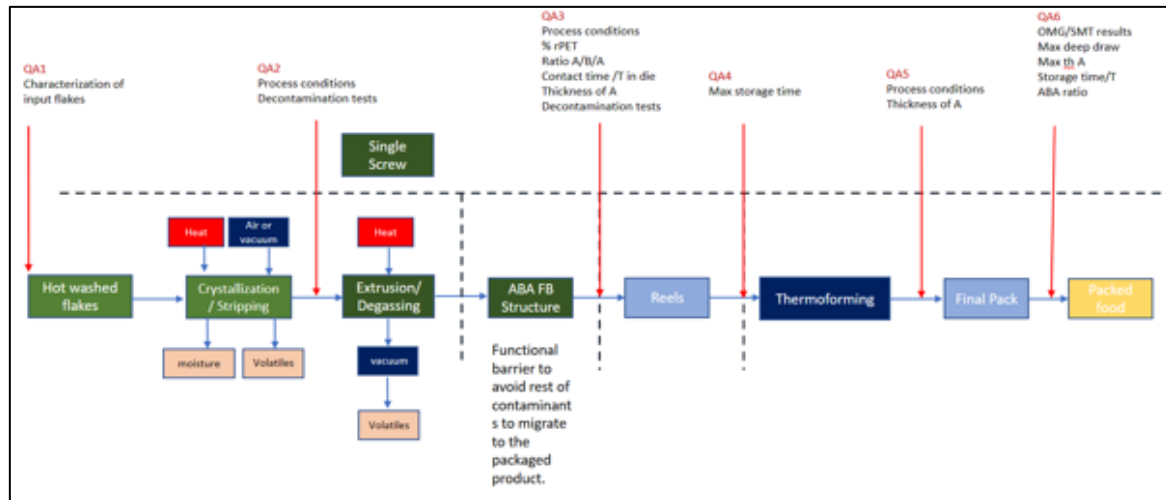 QA1
Characterization of
input flakes
QA2
Process conditions
Decontamination tests
QA3
Process conditions
% rPET
Ratio A/B/A
Contact time /T in die
Thickness of A
Decontamination tests
QA4
Max storage time
QA5
Process conditions
Thickness of A
QA6
OMG/SMT results
Max deep draw
Max th A
Storage time/T
ABA ratio
Single
Screw
Heat
Air or
vacuum
Heat
Hot washed
flakes
Crystallization
/ Stripping
Extrusion/
Degassing
ABA FB
Structure
Reels
Thermoforming
Final Pack
Packed
food
moisture
Volatiles
vacuum
Volatiles
Functional
barrier to
avoid rest of
contaminant
s to migrate
to the
packaged
product.